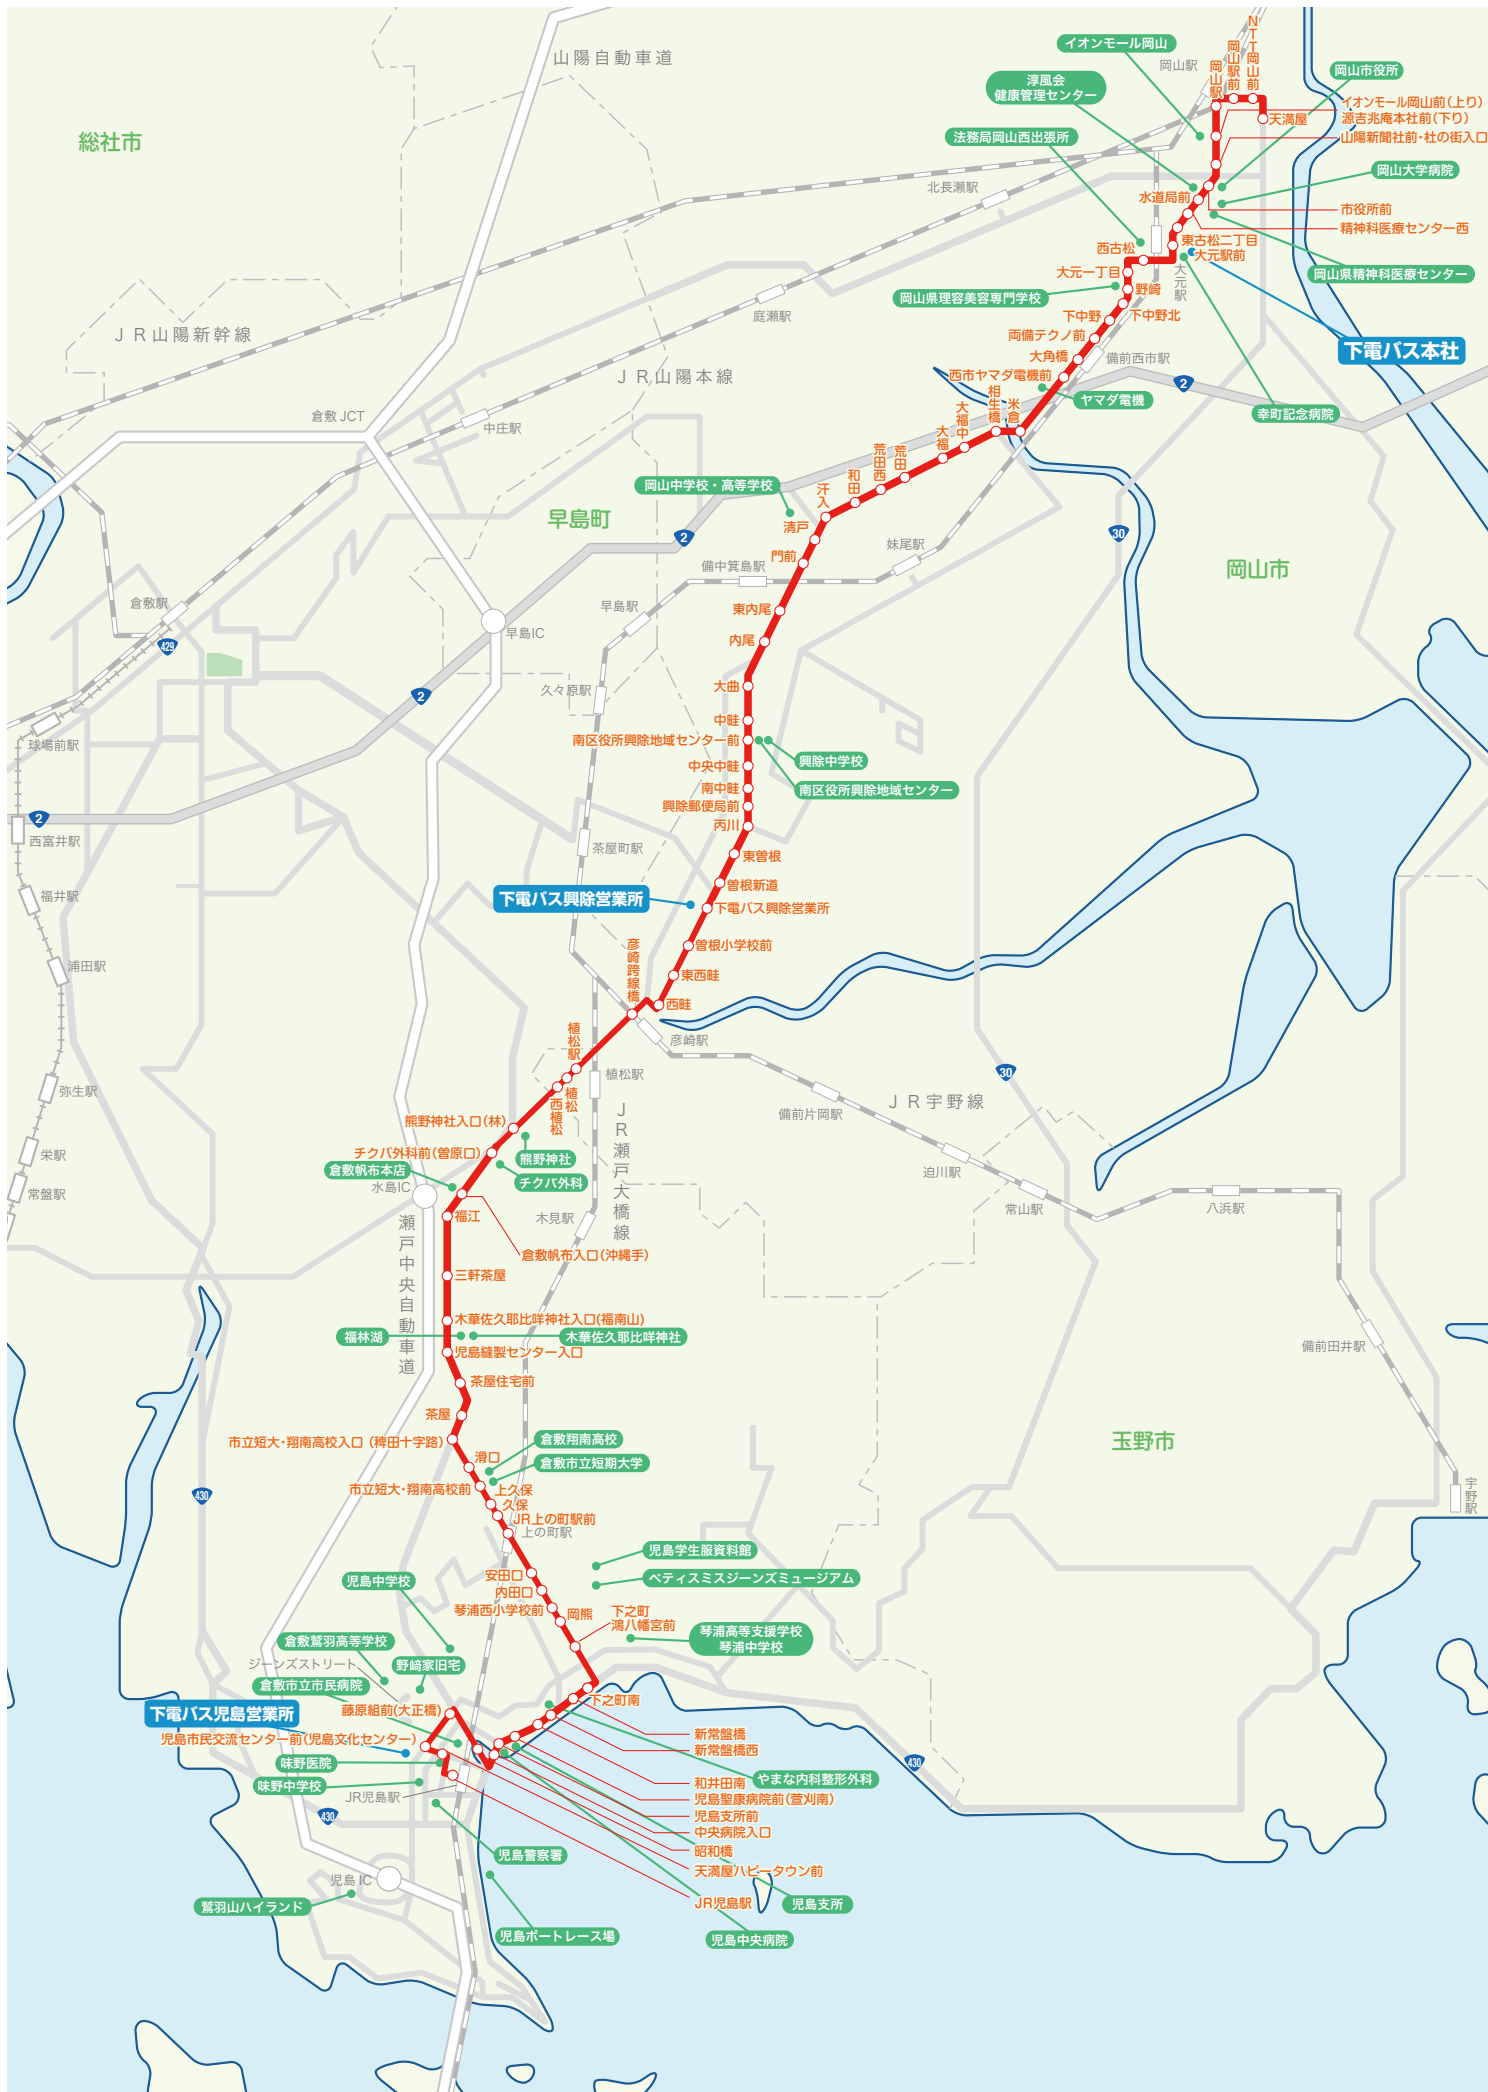 山陽自動車道
総社市
JR山陽新幹線
JR山陽本線
イオンモール岡山
岡山駅
岡山駅
岡山駅前
NTT岡山前
岡山市役所
淳風会
健康管理センター
イオンモール岡山前(上り)
源吉兆庵本社前(下り)
天満屋
山陽新聞社前・杜の街入口
法務局岡山西出張所
岡山大学病院
北長瀬駅
水道局前
市役所前
精神科医療センター西
東古松二丁目
大元駅前
西古松
大元駅
大元一丁目
岡山県精神科医療センター
岡山県理容美容専門学校
野崎
庭瀬駅
下中野
下中野北
両備テクノ前
下電バス本社
大角橋
備前西市駅
西市ヤマダ電機前
2
ヤマダ電機
幸町記念病院
倉敷JCT
中庄駅
相生橋
米倉
大福中
大福
荒田
荒田西
和田
汗入
岡山中学校・高等学校
早島町
清戸
2
門前
妹尾駅
30
岡山市
備中箕島駅
倉敷駅
早島駅
東内尾
429
早島IC
内尾
2
久々原駅
大曲
中畦
球場前駅
南区役所興除地域センター前
興除中学校
中央中畦
南中畦
南区役所興除地域センター
興除郵便局前
2
丙川
西富井駅
茶屋町駅
東曽根
曽根新道
福井駅
下電バス興除営業所
下電バス興除営業所
曽根小学校前
彦崎跨線橋
浦田駅
東西畦
西畦
植松駅
彦崎駅
植松駅
30
弥生駅
植松
西植松
備前片岡駅
JR宇野線
JR瀬戸大橋線
熊野神社入口(林)
栄駅
チクバ外科前(曽原口)
熊野神社
倉敷帆布本店
チクバ外科
迫川駅
常盤駅
水島IC
福江
木見駅
常山駅
八浜駅
瀬戸中央自動車道
倉敷帆布入口(沖縄手)
三軒茶屋
木華佐久耶比咩神社入口(福南山)
福林湖
木華佐久耶比咩神社
児島縫製センター入口
備前田井駅
茶屋住宅前
茶屋
市立短大・翔南高校入口(稗田十字路)
倉敷翔南高校
玉野市
滑口
倉敷市立短期大学
市立短大・翔南高校前
上久保
430
久保
JR上の町駅前
上の町駅
宇野駅
児島学生服資料館
安田口
児島中学校
ベティスミスジーンズミュージアム
内田口
琴浦西小学校前
岡熊
下之町
鴻八幡宮前
琴浦高等支援学校
琴浦中学校
倉敷鷲羽高等学校
ジーンズストリート
野﨑家旧宅
倉敷市立市民病院
下之町南
下電バス児島営業所
藤原組前(大正橋)
児島市民交流センター前(児島文化センター)
新常盤橋
新常盤橋西
味野医院
430
味野中学校
やまな内科整形外科
和井田南
JR児島駅
児島聖康病院前(萱刈南)
430
児島支所前
中央病院入口
児島警察署
昭和橋
天満屋ハピータウン前
児島IC
JR児島駅
児島支所
鷲羽山ハイランド
児島ボートレース場
児島中央病院